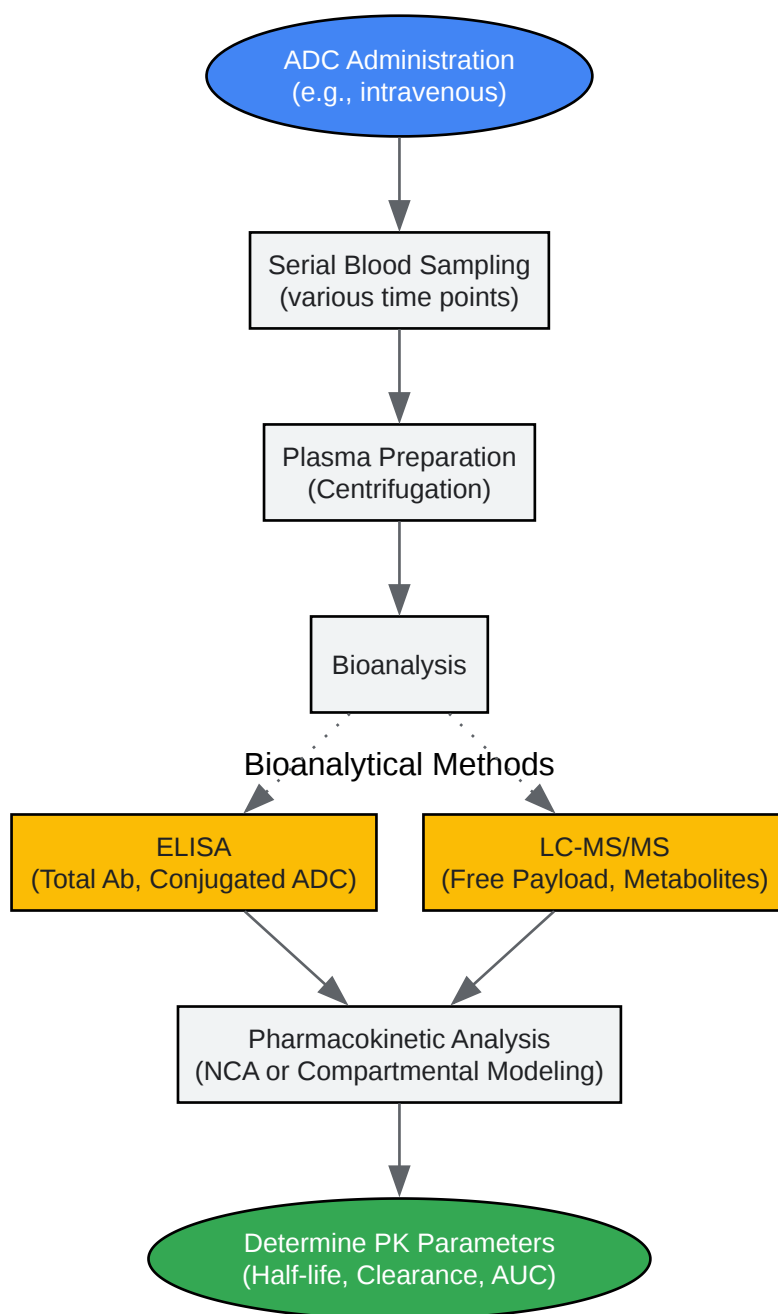 ADC Administration
(e.g., intravenous)
Serial Blood Sampling
(various time points)
Plasma Preparation
(Centrifugation)
Bioanalysis
Bioanalytical Methods
ELISA
(Total Ab, Conjugated ADC)
LC-MS/MS
(Free Payload, Metabolites)
Pharmacokinetic Analysis
(NCA or Compartmental Modeling)
Determine PK Parameters
(Half-life, Clearance, AUC)